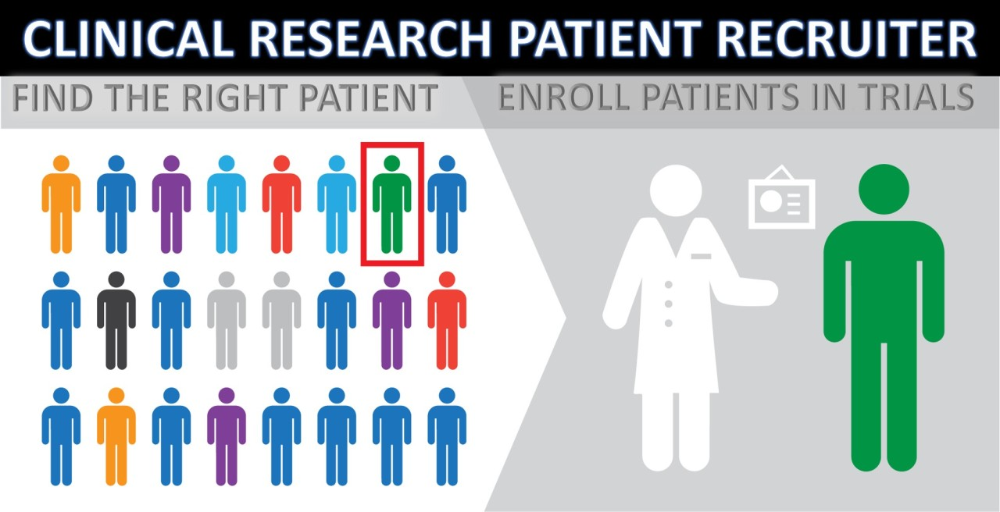 CLINICAL RESEARCH PATIENT RECRUITER
FIND THE RIGHT PATIENT
ENROLL PATIENTS IN TRIALS